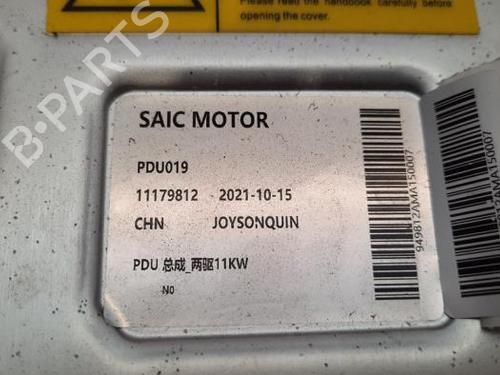 Please read the handbook carefully before
opening the cover.
SAIC MOTOR
PDU019
11179812 2021-10-15
CHN JOYSONQUIN
PDU 总成_两驱11KW
N0
949812AMA150007
B-PARTS